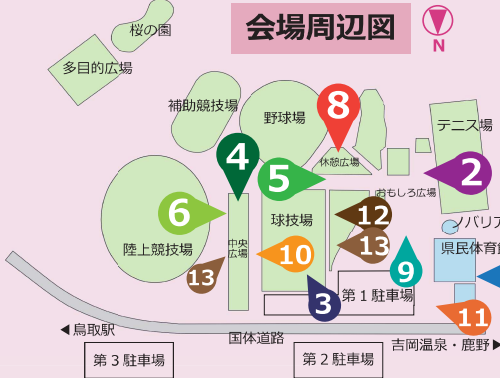 桜の園
会場周辺図
N
多目的広場
補助競技場
野球場
8
テニス場
4
休憩広場
5
2
おもしろ広場
6
球技場
12
ノバリア
陸上競技場
中央
広場
10
13
県民体育館
13
9
3
第1駐車場
11
鳥取駅
国体道路
吉岡温泉・鹿野
第3駐車場
第2駐車場